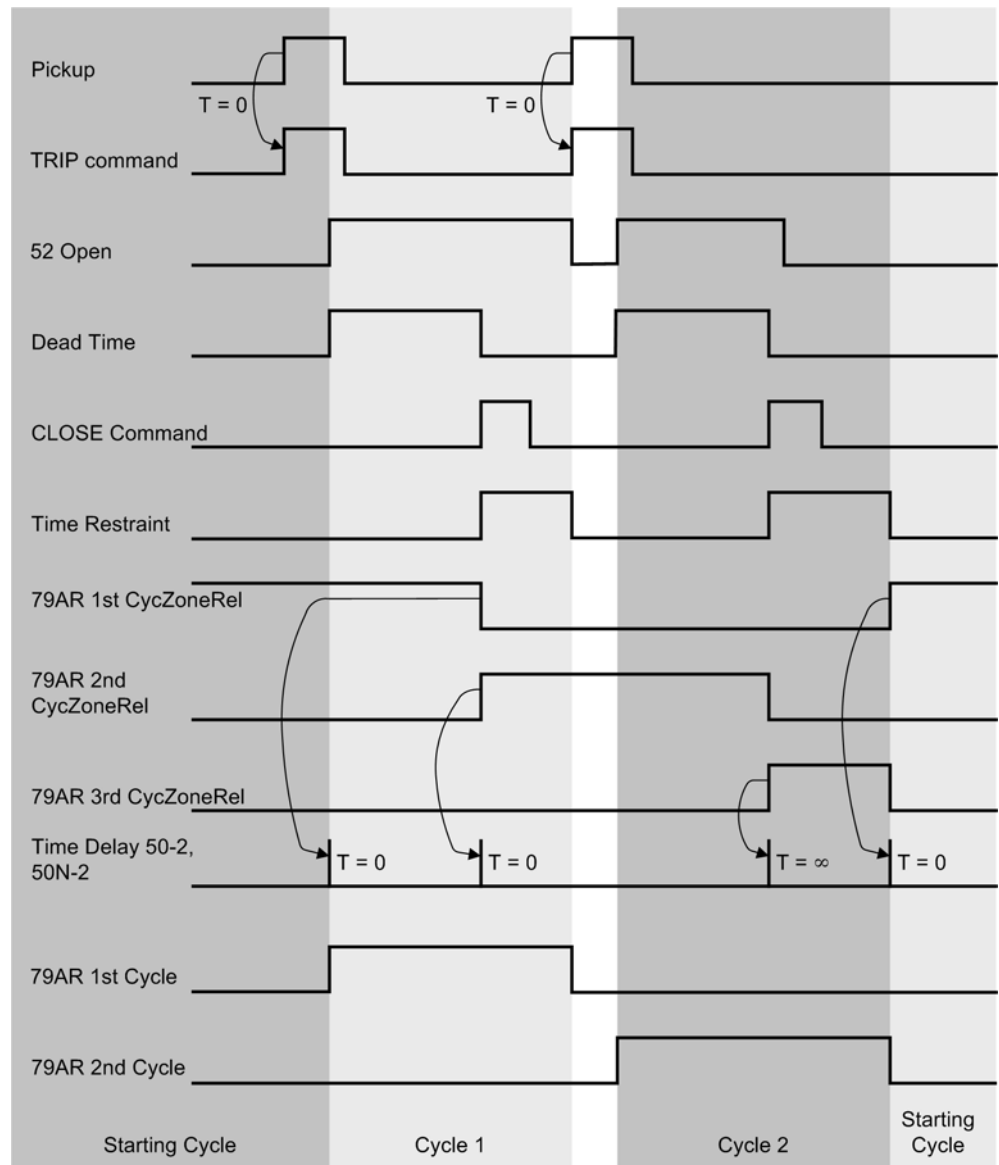 Pickup
T = 0
T = 0
TRIP command
52 Open
Dead Time
CLOSE Command
Time Restraint
79AR 1st CycZoneRel
79AR 2nd
CycZoneRel
79AR 3rd CycZoneRel
Time Delay 50-2,
50N-2
T = 0
T = 0
T = ∞
T = 0
79AR 1st Cycle
79AR 2nd Cycle
Starting Cycle
Cycle 1
Cycle 2
Starting
Cycle